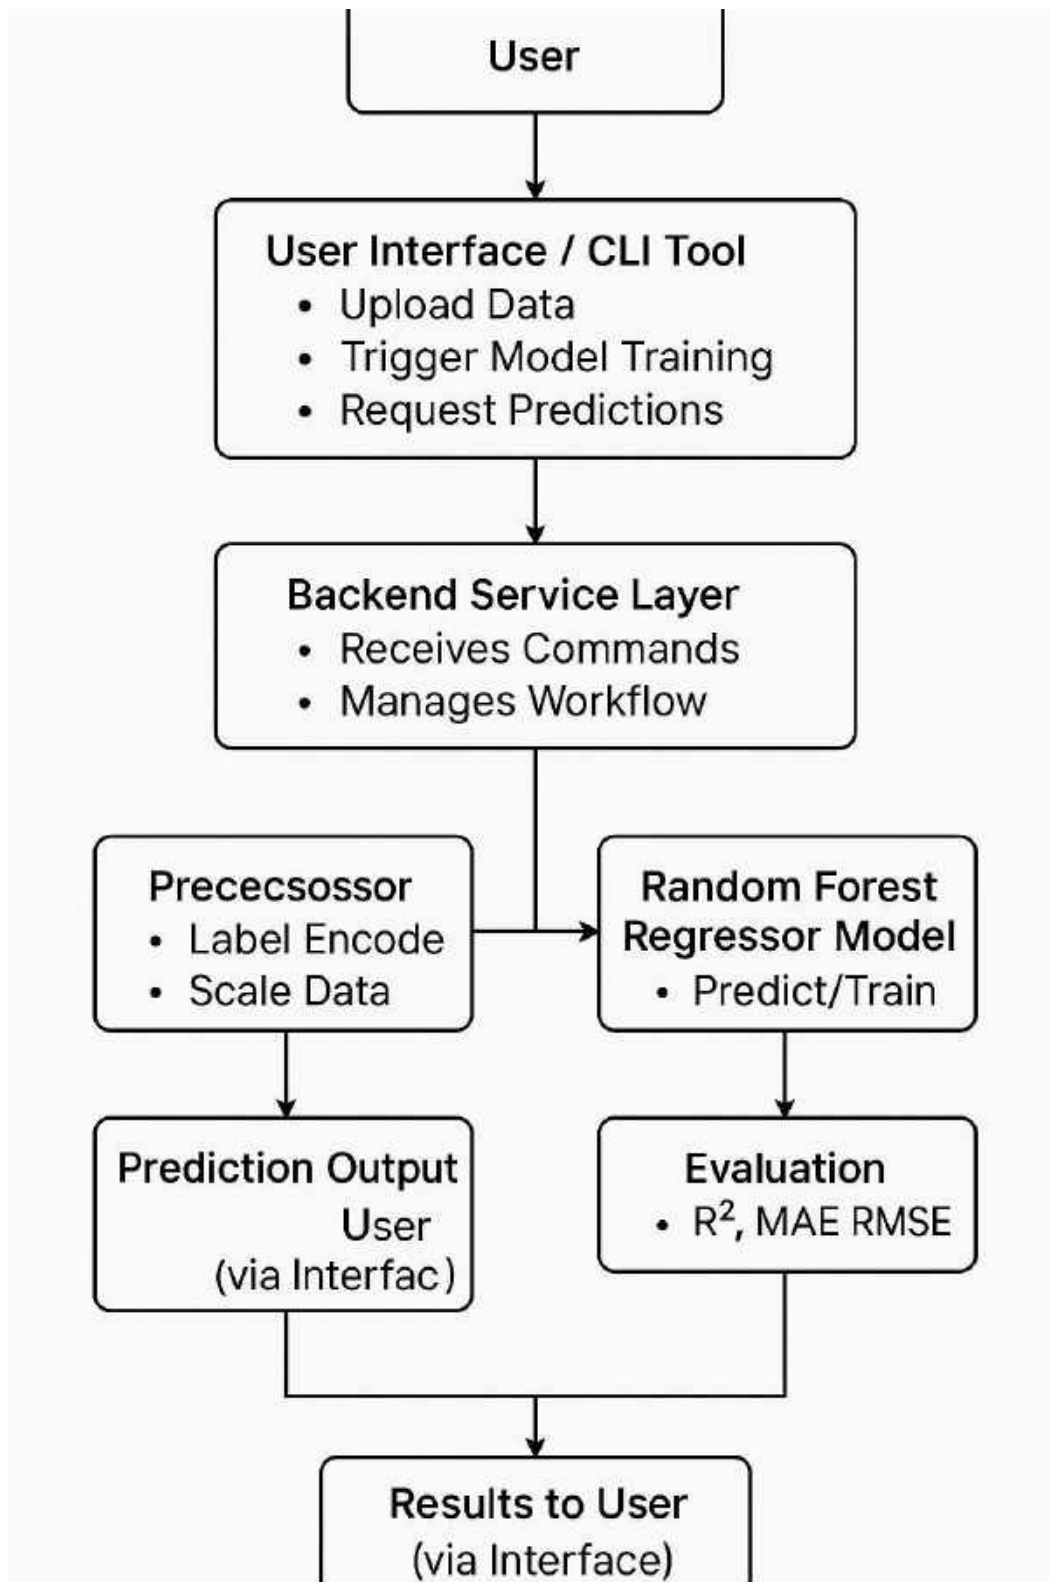 User
User Interface / CLI Tool
• Upload Data
• Trigger Model Training
• Request Predictions
Backend Service Layer
• Receives Commands
• Manages Workflow
Prececsossor
• Label Encode
• Scale Data
Random Forest
Regressor Model
• Predict/Train
Prediction Output
User
(via Interfac)
Evaluation
• R², MAE RMSE
Results to User
(via Interface)